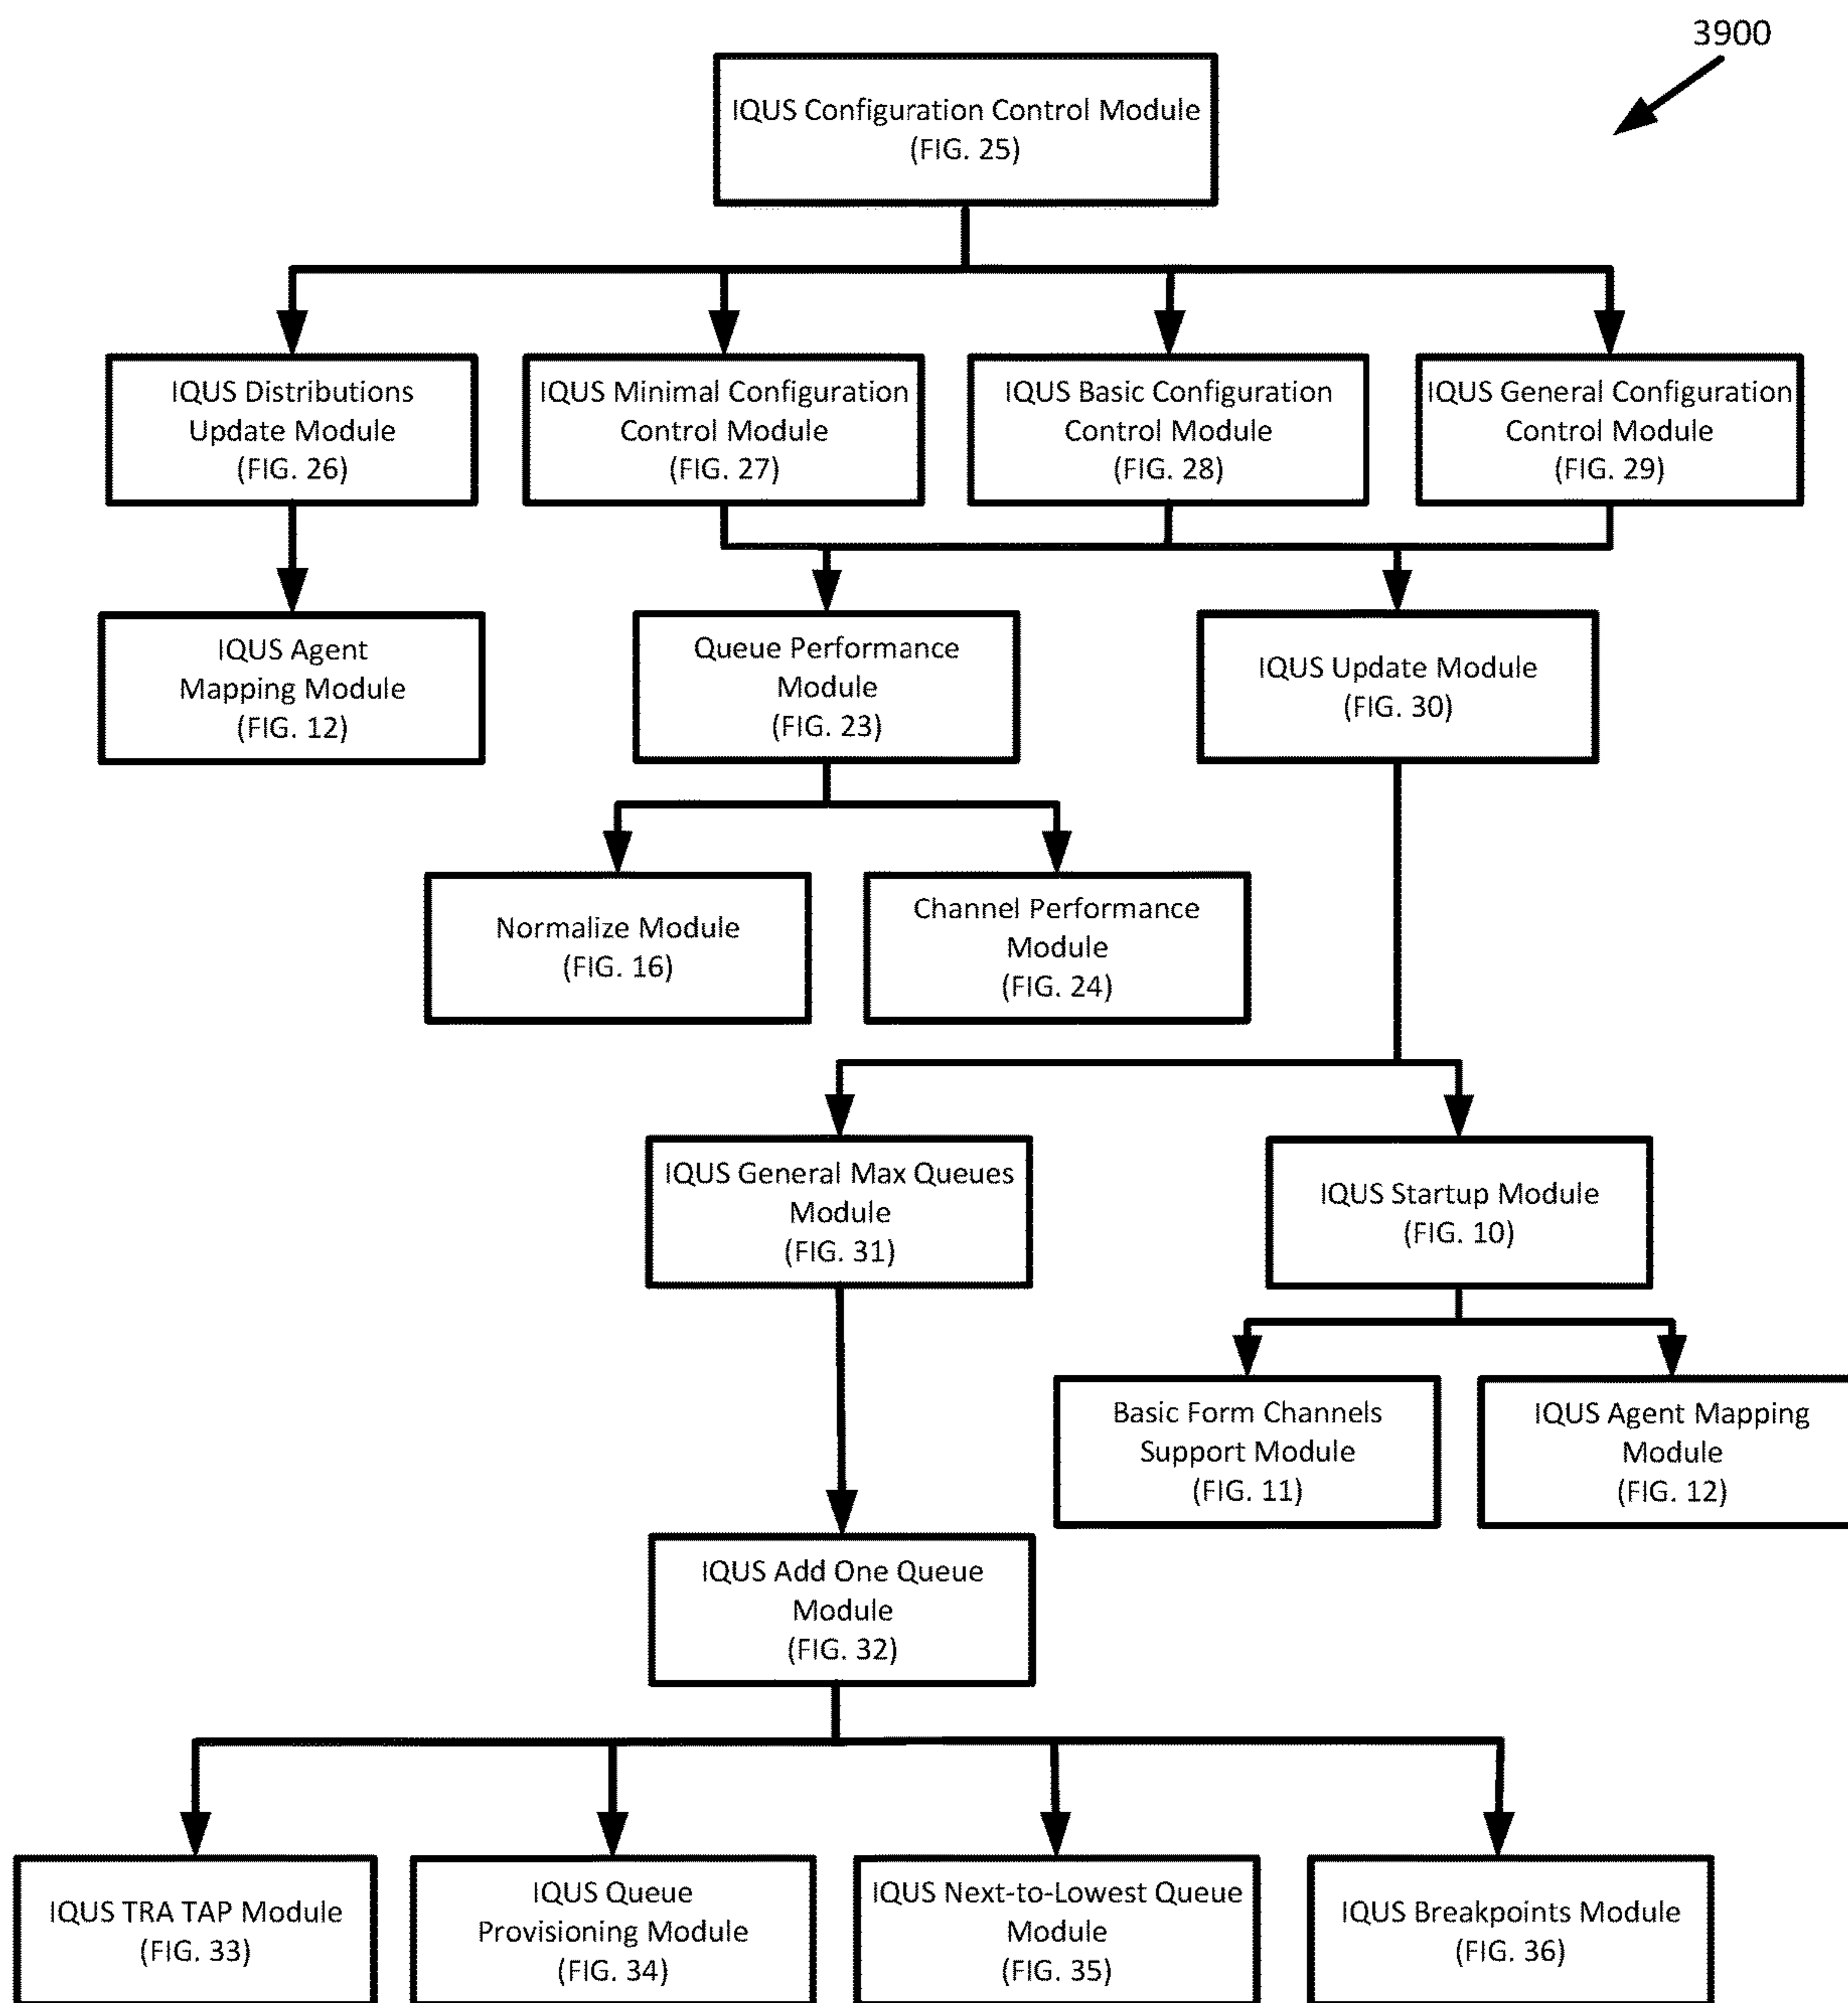 3900
IQUS Configuration Control Module
(FIG. 25)
IQUS Distributions
Update Module
(FIG. 26)
IQUS Minimal Configuration
Control Module
(FIG. 27)
IQUS Basic Configuration
Control Module
(FIG. 28)
IQUS General Configuration
Control Module
(FIG. 29)
IQUS Agent
Mapping Module
(FIG. 12)
Queue Performance
Module
(FIG. 23)
IQUS Update Module
(FIG. 30)
Normalize Module
(FIG. 16)
Channel Performance
Module
(FIG. 24)
IQUS General Max Queues
Module
(FIG. 31)
IQUS Startup Module
(FIG. 10)
Basic Form Channels
Support Module
(FIG. 11)
IQUS Agent Mapping
Module
(FIG. 12)
IQUS Add One Queue
Module
(FIG. 32)
IQUS TRA TAP Module
(FIG. 33)
IQUS Queue
Provisioning Module
(FIG. 34)
IQUS Next-to-Lowest Queue
Module
(FIG. 35)
IQUS Breakpoints Module
(FIG. 36)